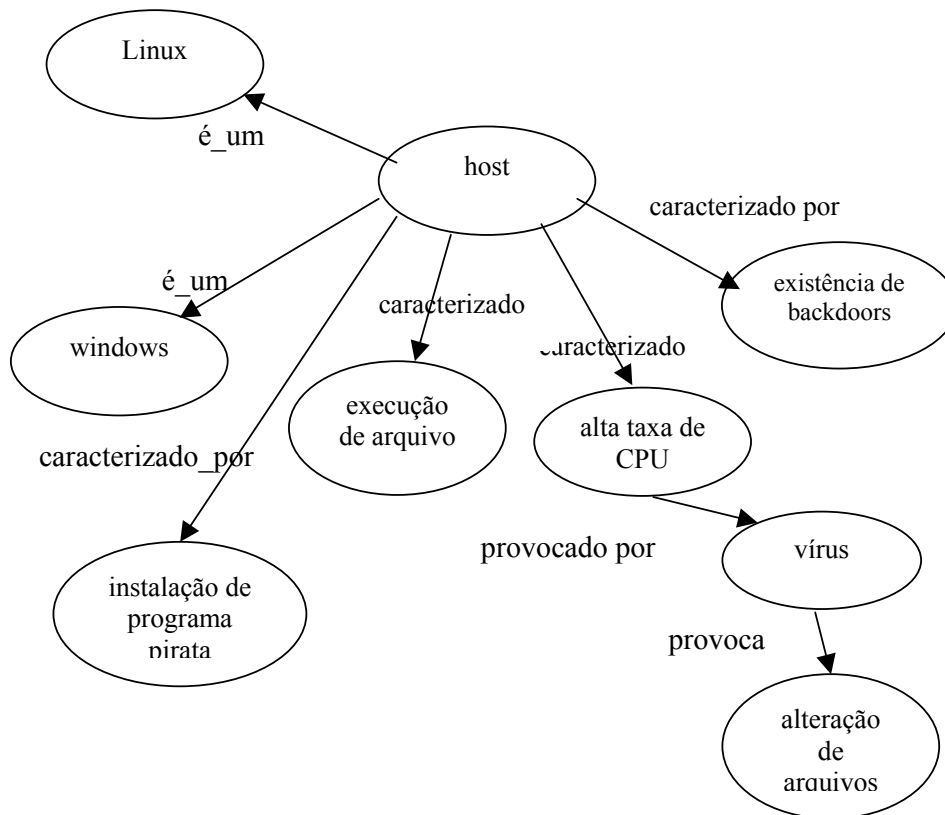 Linux
é_um
host
caracterizado por
existência de
backdoors
é_um
caracterizado
windows
caracterizado
execução
de arquivo
alta taxa de
CPU
caracterizado_por
provocado por
vírus
instalação de
programa
pirata
provoca
alteração
de
arquivos